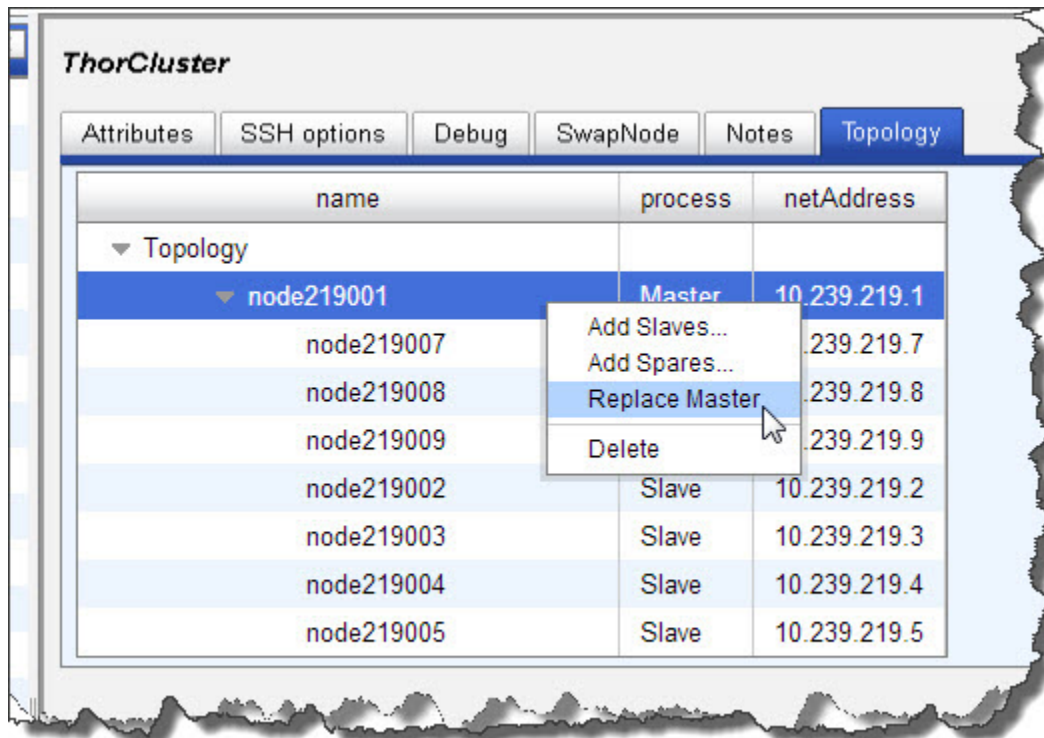 ThorCluster
Attributes SSH options Debug SwapNode Notes Topology
name process netAddress
Topology
node219001 Master 10.239.219.1
Add Slaves...
node219007 .239.219.7
Add Spares...
node219008 Replace Master .239.219.8
node219009 Delete .239.219.9
node219002 Slave 10.239.219.2
node219003 Slave 10.239.219.3
node219004 Slave 10.239.219.4
node219005 Slave 10.239.219.5